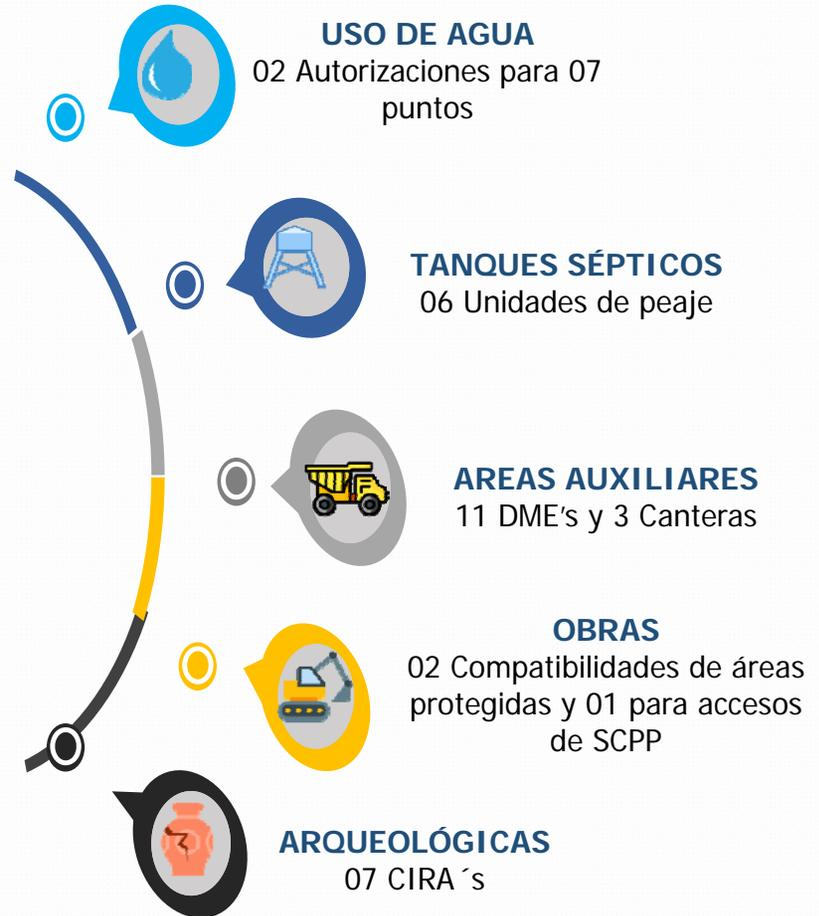 USO DE AGUA
02 Autorizaciones para 07
puntos
TANQUES SÉPTICOS
06 Unidades de peaje
AREAS AUXILIARES
11 DME's y 3 Canteras
OBRAS
02 Compatibilidades de áreas
protegidas y 01 para accesos
de SCPP
ARQUEOLÓGICAS
07 CIRA´s